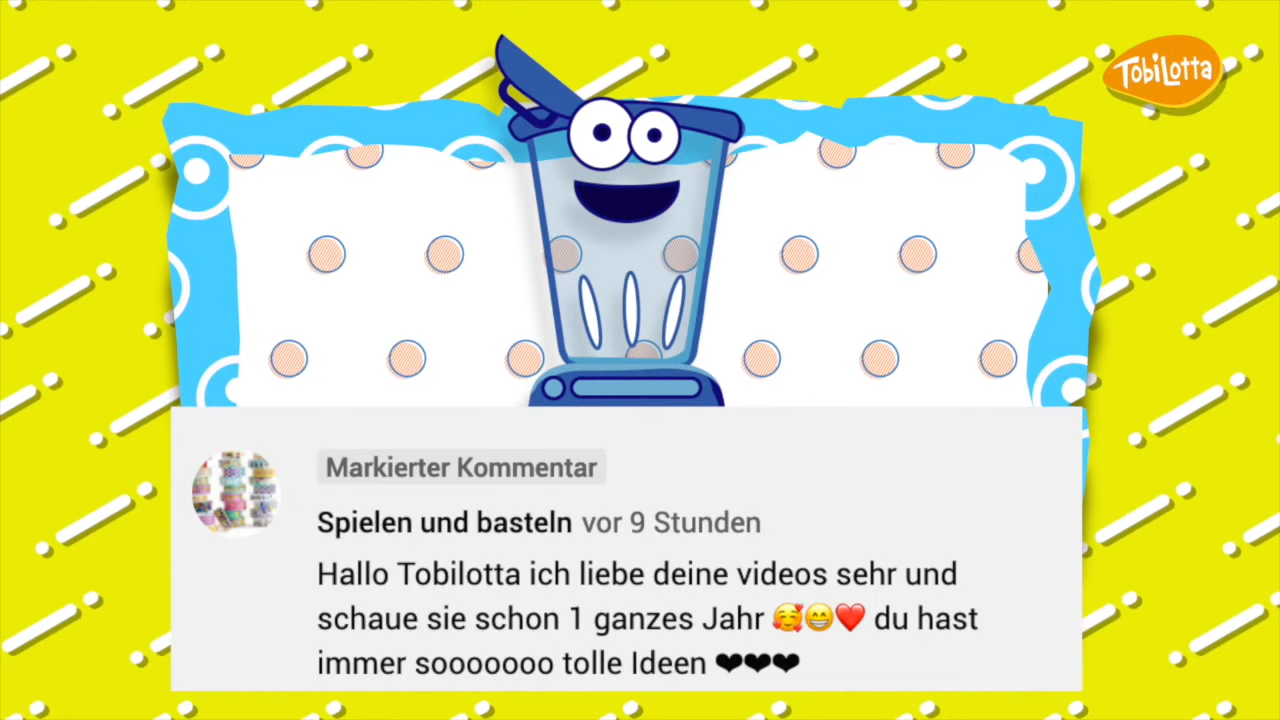 TobiLotta
Markierter Kommentar
Spielen und basteln vor 9 Stunden
Hallo Tobilotta ich liebe deine videos sehr und
schaue sie schon 1 ganzes Jahr 🥰😁❤️ du hast
immer sooooooo tolle Ideen ❤❤❤